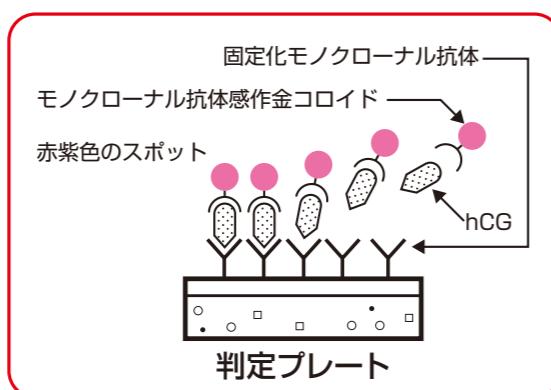 固定化モノクローナル抗体
モノクローナル抗体感作金コロイド
赤紫色のスポット
hCG
判定プレート